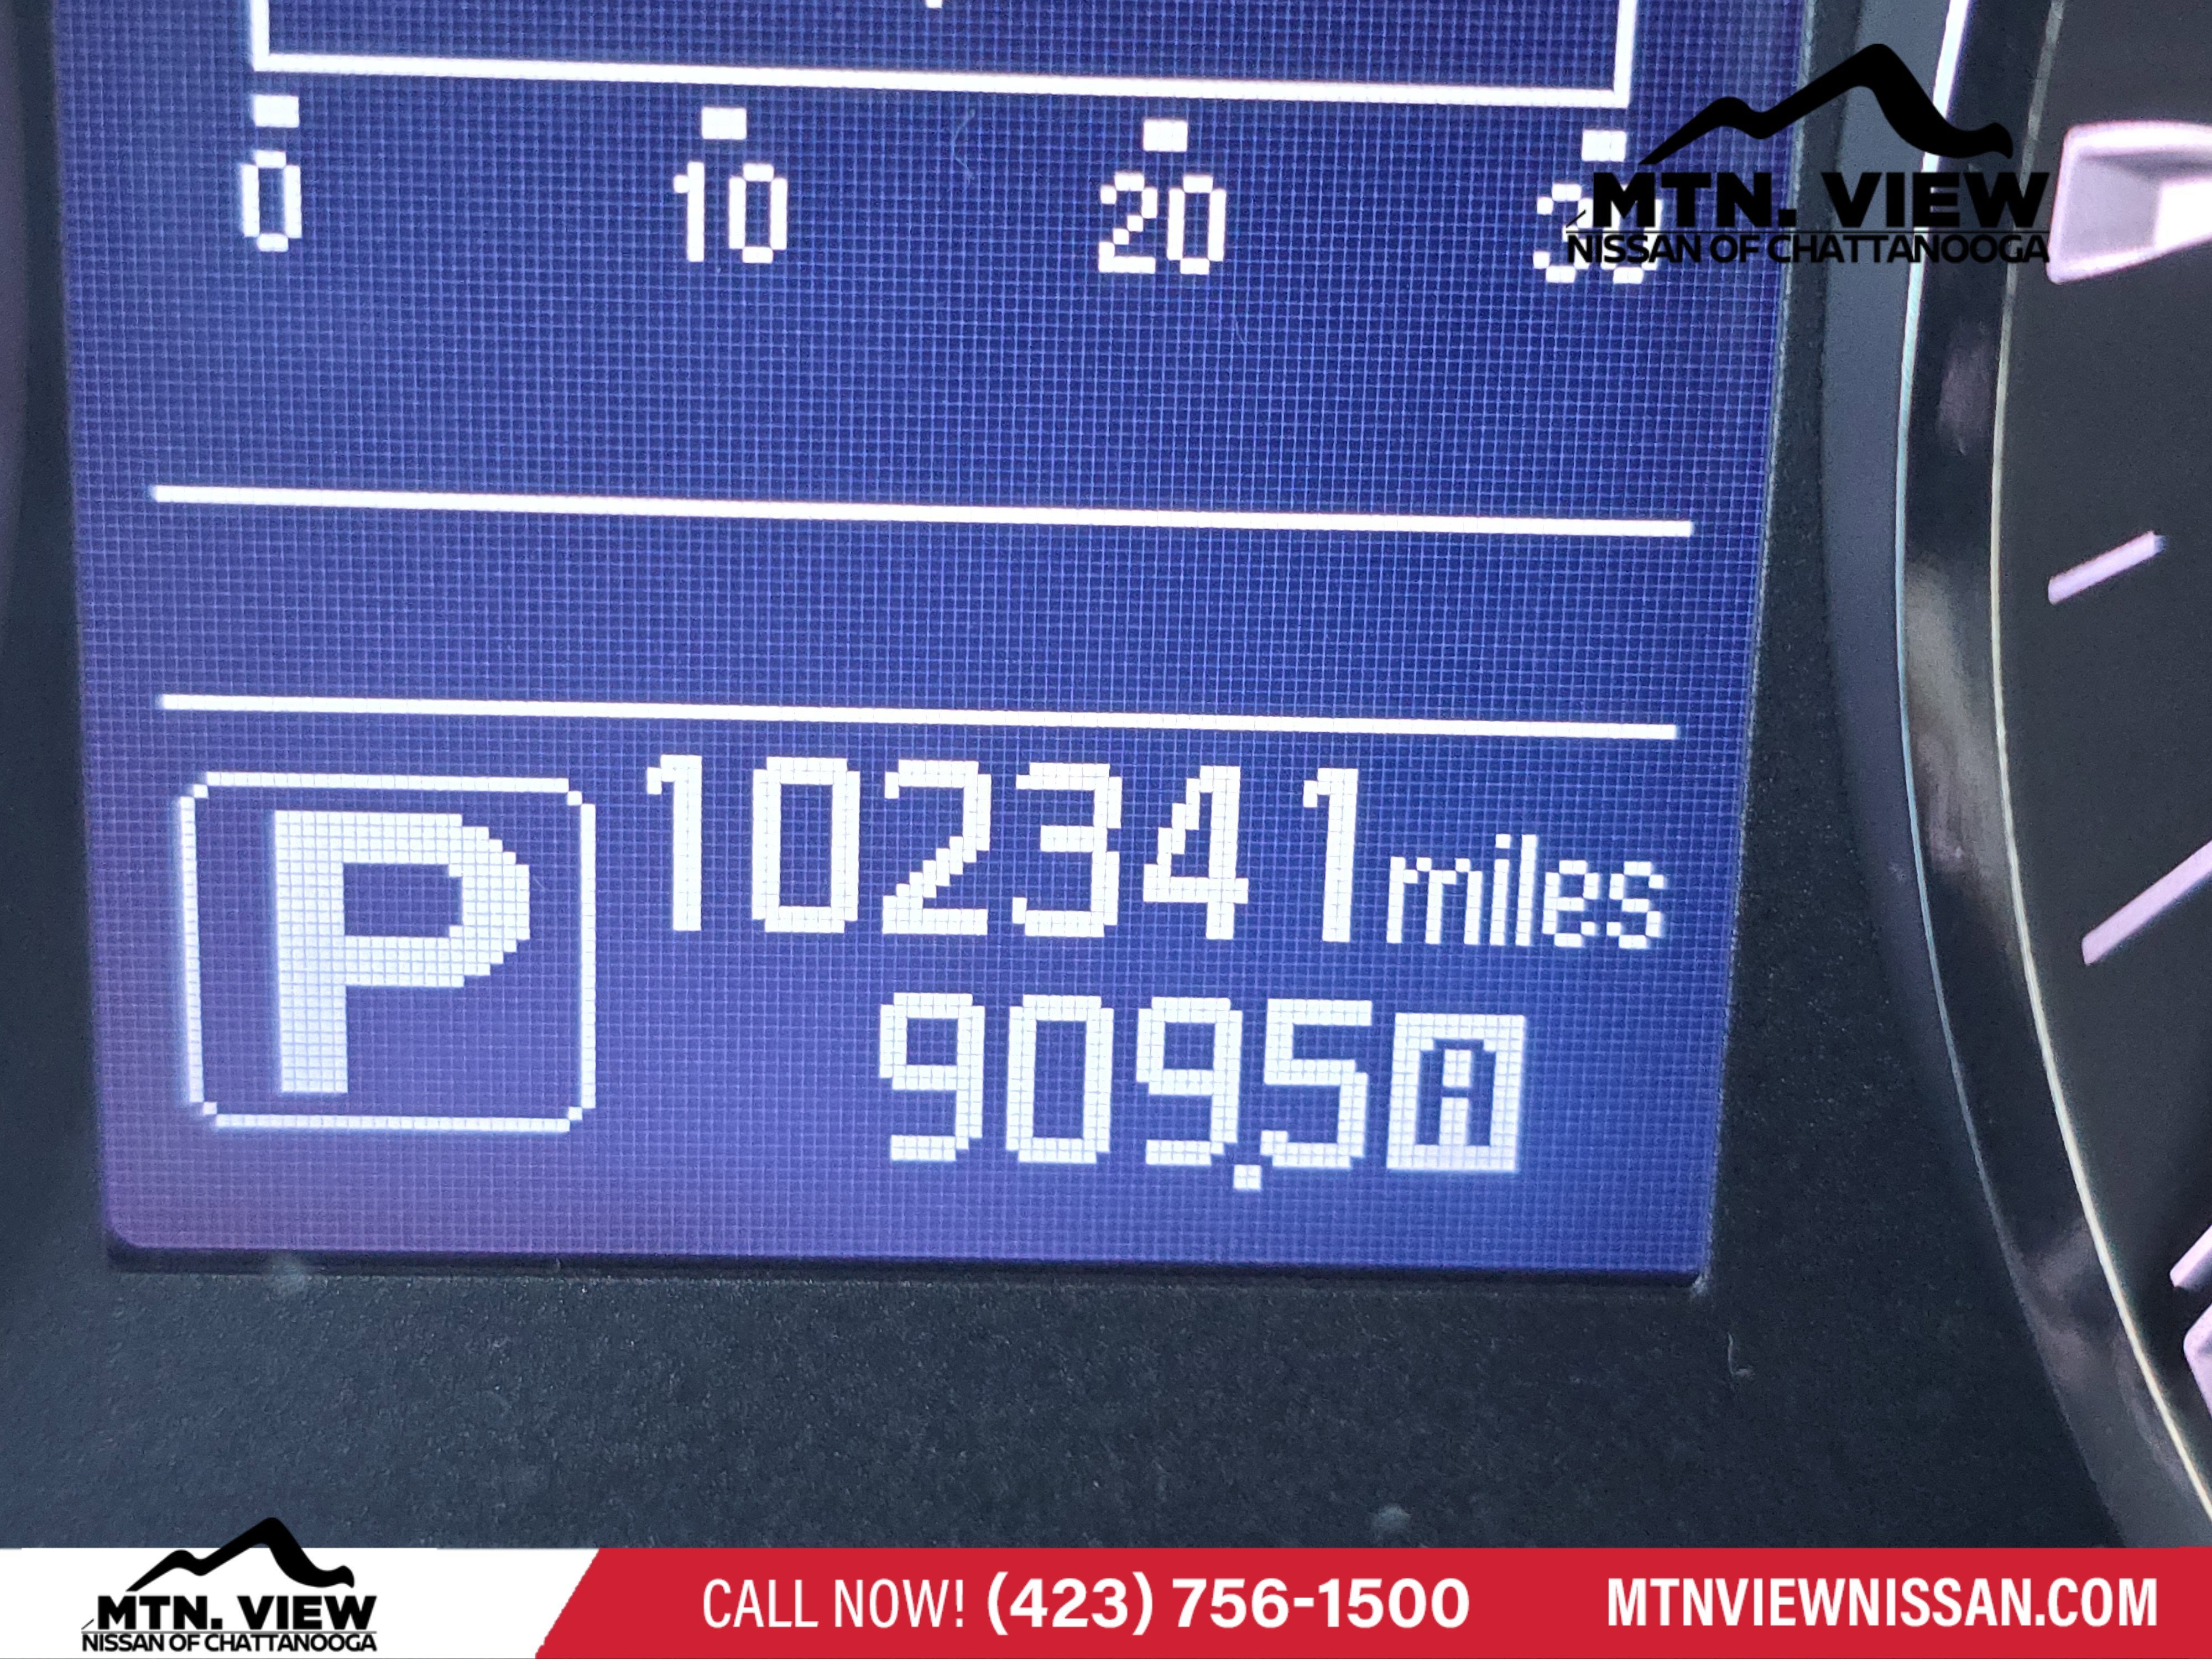 0 10 20 30
MTN. VIEW
NISSAN OF CHATTANOOGA
P
102341 miles
909.5 A
MTN. VIEW
NISSAN OF CHATTANOOGA
CALL NOW! (423) 756-1500
MTNVIEWNISSAN.COM